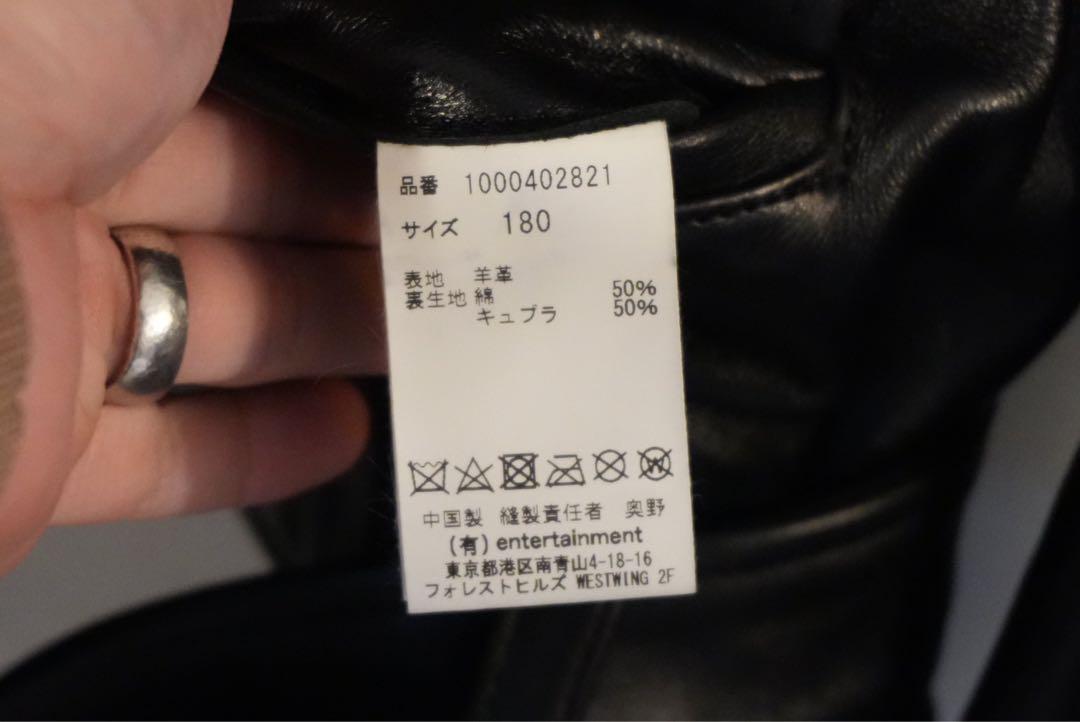 品番 1000402821
サイズ 180
表地 羊革
裏生地 綿 50%
キュプラ 50%
中国製 縫製責任者 奥野
(有) entertainment
東京都港区南青山4-18-16
フォレストヒルズ WESTWING 2F